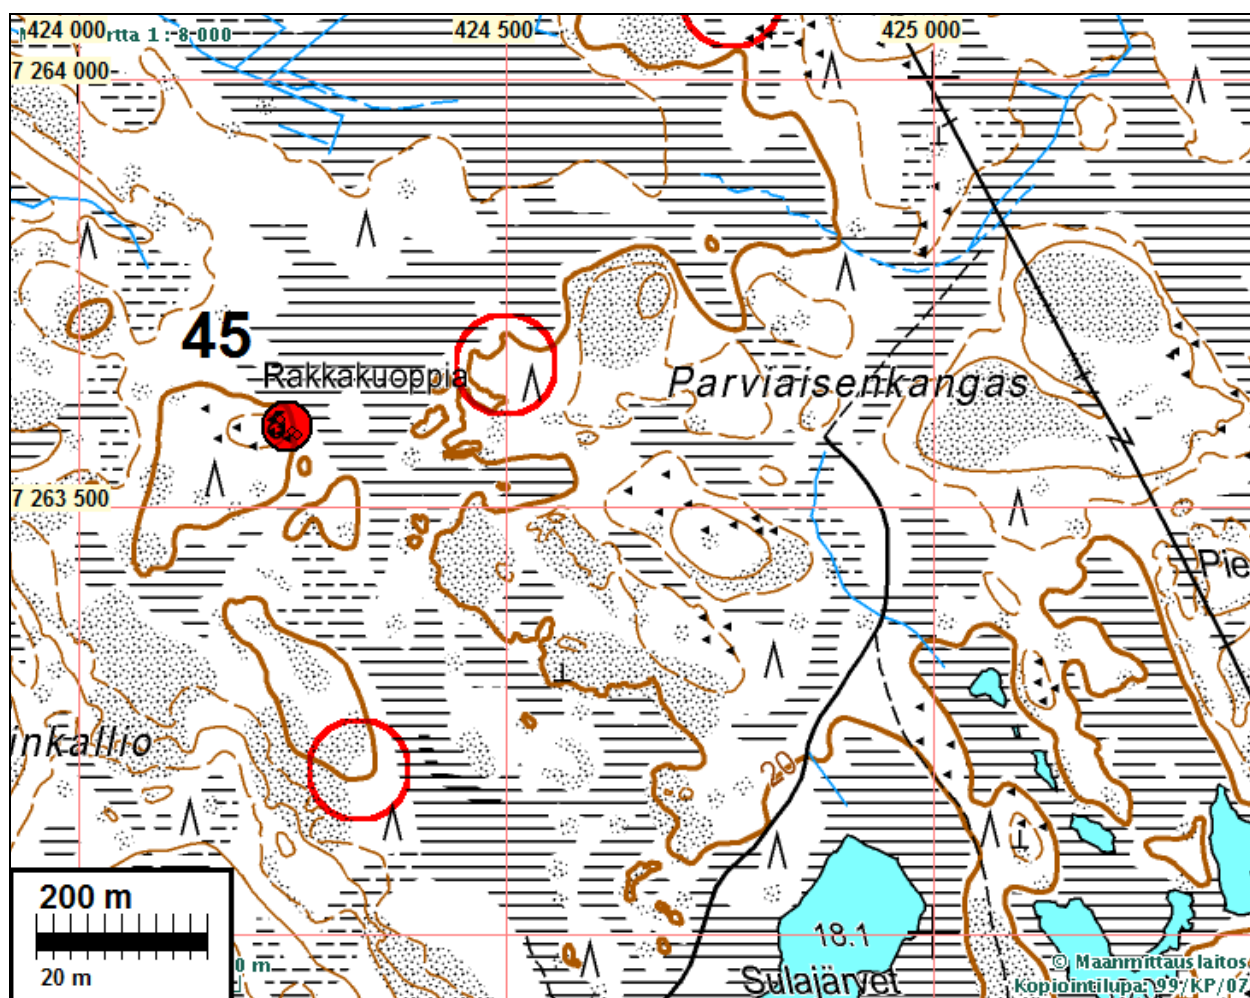 424 000
rtta 1 : 8 000
424 500
425 000
7 264 000
45
Rakkakuoppia
Parviaisenkangas
7 263 500
Pie
inkallio
20
200 m
20 m
0 m
18.1
Sulajärvet
© Maanmittauslaitos
Kopiointilupa: 99/KP/07